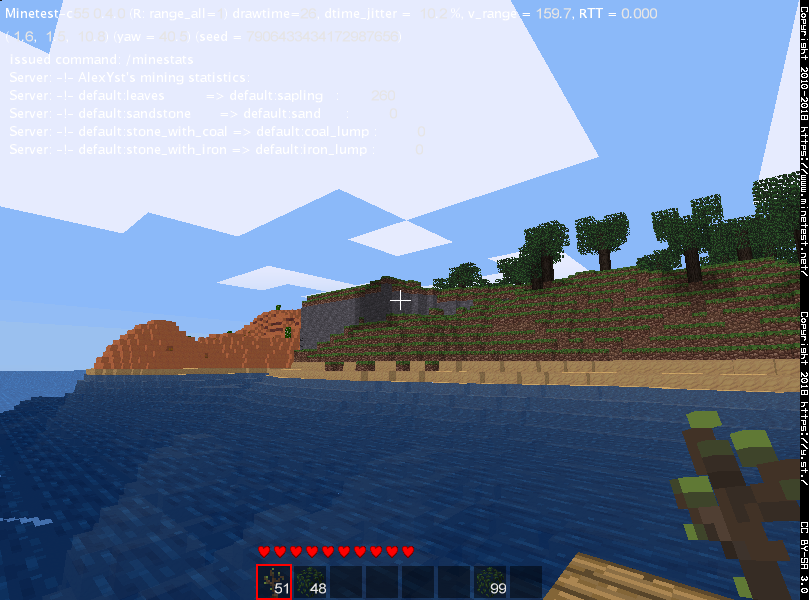 Minetest (R: range_all= ) drawtime= , dtime_jitter = %, v_range = 159.7, RTT = 0.000
(yaw = ) (seed = )
issued command: /minestats
Server: -!- AlexYst's mining statistics:
Server: -!- default:leaves => default:sapling : 260
Server: -!- default:sandstone => default:sand : 0
Server: -!- default:stone_with_coal => default:coal_lump : 0
Server: -!- default:stone_with_iron => default:iron_lump : 0
51 48 99
Copyright 2010-2018 https://www.minetest.net/ Copyright 2018 https://y.st./ CC BY-SA 3.0